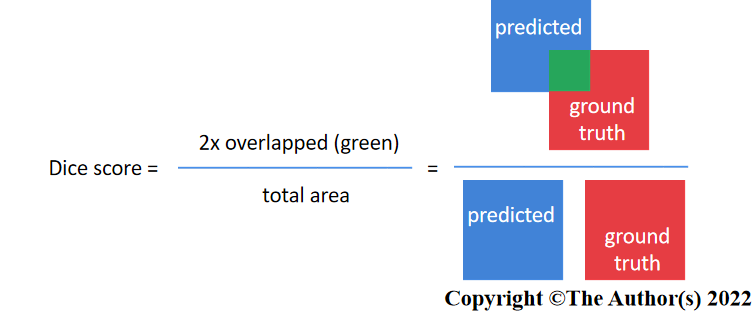 predicted
ground
truth
Dice score =
2x overlapped (green)
total area
=
predicted
ground
truth
Copyright ©The Author(s) 2022